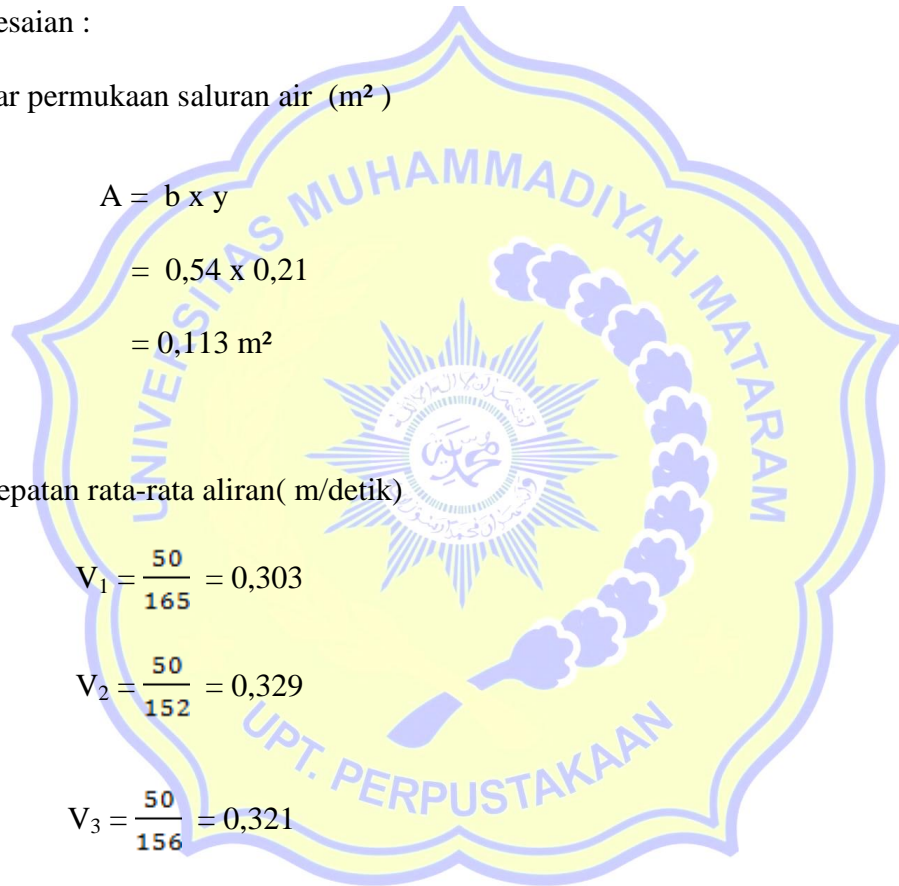 esaian :
ar permukaan saluran air (m² )
A = b x y
= 0,54 x 0,21
= 0,113 m²
epatan rata-rata aliran( m/detik)
V₁ = 50/165 = 0,303
V₂ = 50/152 = 0,329
V₃ = 50/156 = 0,321
UNIVERSITAS MUHAMMADIYAH MATARAM
UPT. PERPUSTAKAAN